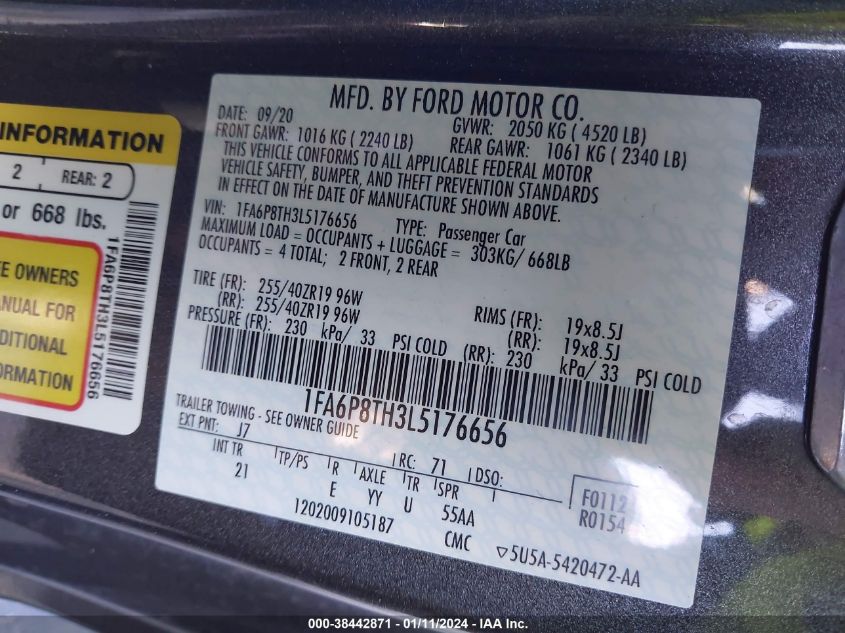 INFORMATION
2 REAR: 2
or 668 lbs.
OWNERS
MANUAL FOR
DITIONAL
ORMATION
1FA6P8TH3L5176656
MFD. BY FORD MOTOR CO.
DATE: 09/20 GVWR: 2050 KG ( 4520 LB)
FRONT GAWR: 1016 KG ( 2240 LB) REAR GAWR: 1061 KG ( 2340 LB)
THIS VEHICLE CONFORMS TO ALL APPLICABLE FEDERAL MOTOR
VEHICLE SAFETY, BUMPER, AND THEFT PREVENTION STANDARDS
IN EFFECT ON THE DATE OF MANUFACTURE SHOWN ABOVE.
VIN: 1FA6P8TH3L5176656 TYPE: Passenger Car
MAXIMUM LOAD = OCCUPANTS + LUGGAGE = 303KG/ 668LB
OCCUPANTS = 4 TOTAL; 2 FRONT, 2 REAR
TIRE (FR): 255/40ZR19 96W RIMS (FR): 19x8.5J
(RR): 255/40ZR19 96W (RR): 19x8.5J
PRESSURE (FR): 230 kPa/ 33 PSI COLD (RR): 230 kPa/ 33 PSI COLD
1FA6P8TH3L5176656
TRAILER TOWING - SEE OWNER GUIDE
EXT PNT: J7 RC: 71 DSO:
INT TR TP/PS R AXLE TR SPR
21 E YY U 55AA
F0112
R0154
1202009105187 CMC ▽5U5A-5420472-AA
000-38442871 - 01/11/2024 - IAA Inc.